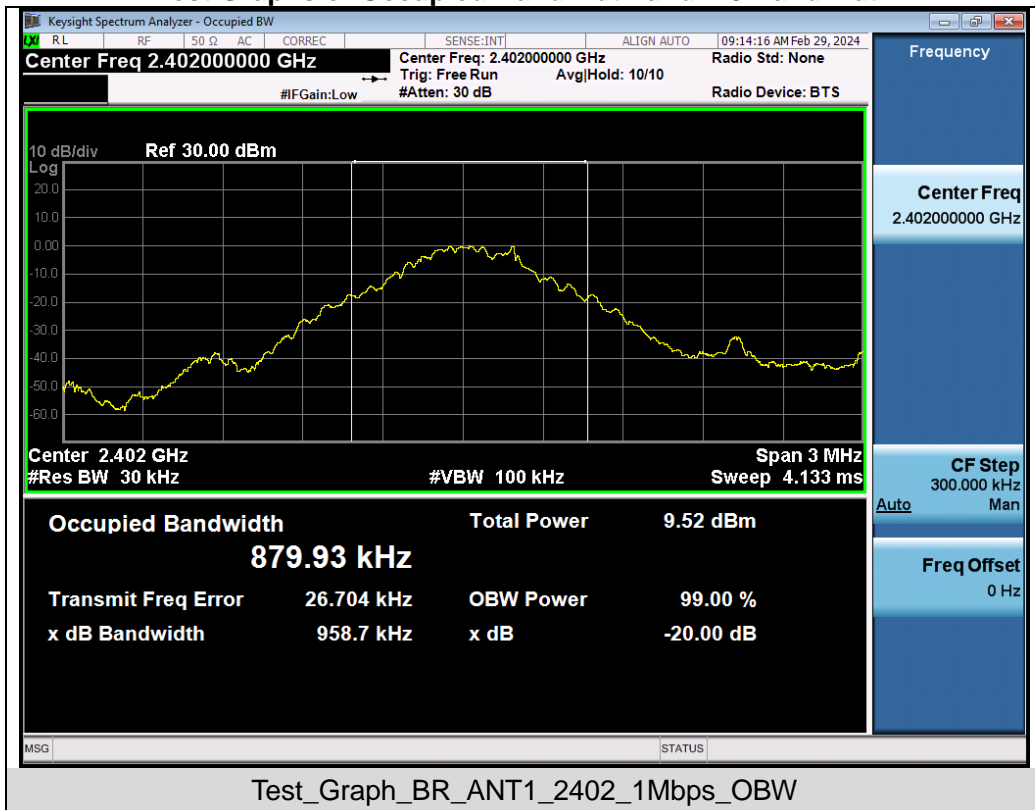 Keysight Spectrum Analyzer - Occupied BW
LXI RL RF 50 Ω AC CORREC SENSE:INT ALIGN AUTO 09:14:16 AM Feb 29, 2024
Center Freq 2.402000000 GHz
Center Freq: 2.402000000 GHz
Radio Std: None
Trig: Free Run Avg|Hold: 10/10
#IFGain:Low #Atten: 30 dB Radio Device: BTS
Frequency
10 dB/div Ref 30.00 dBm
Log
20.0
10.0
0.00
-10.0
-20.0
-30.0
-40.0
-50.0
-60.0
Center 2.402 GHz Span 3 MHz
#Res BW 30 kHz #VBW 100 kHz Sweep 4.133 ms
Center Freq
2.402000000 GHz
CF Step
300.000 kHz
Auto Man
Freq Offset
0 Hz
Occupied Bandwidth Total Power 9.52 dBm
879.93 kHz
Transmit Freq Error 26.704 kHz OBW Power 99.00 %
x dB Bandwidth 958.7 kHz x dB -20.00 dB
MSG STATUS
Test_Graph_BR_ANT1_2402_1Mbps_OBW